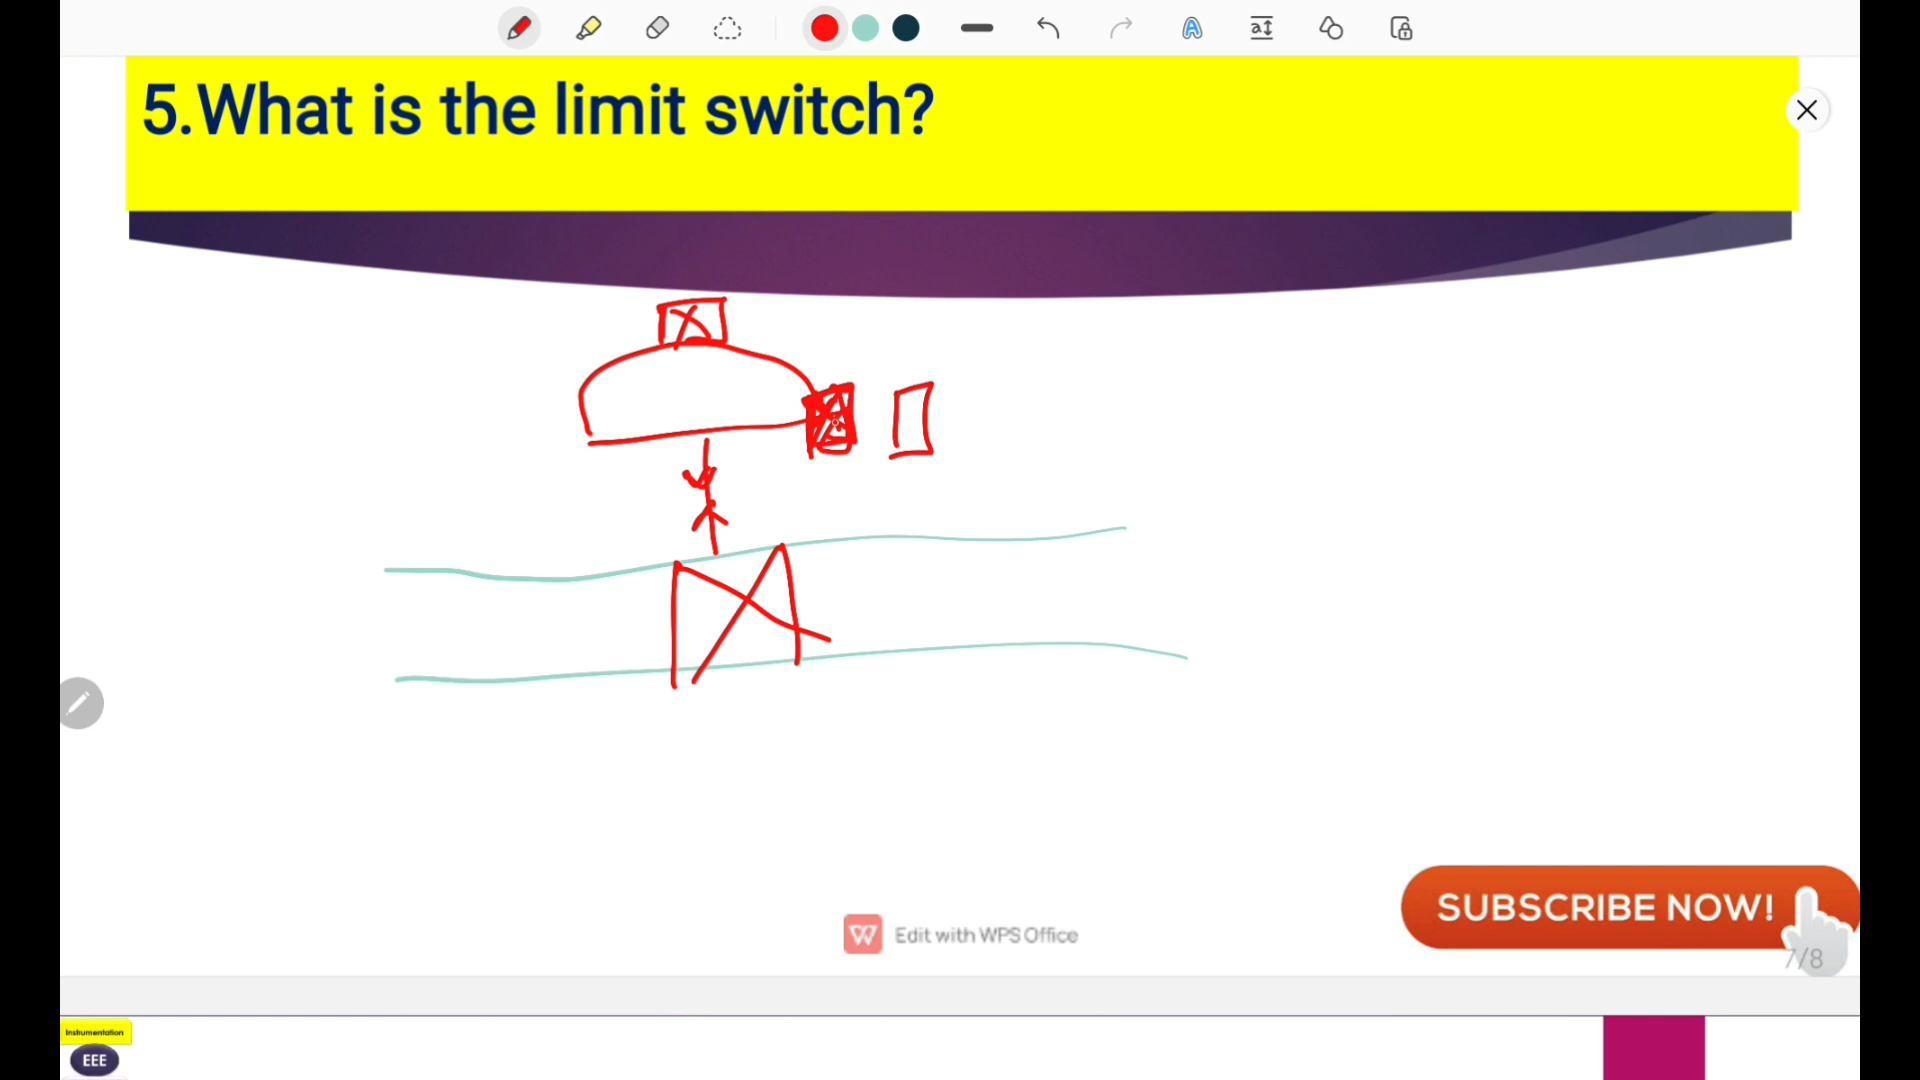 5.What is the limit switch?
SUBSCRIBE NOW!
Edit with WPS Office
7/8
Instrumentation
EEE